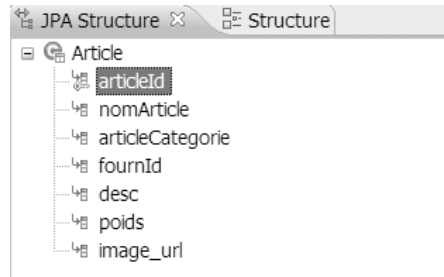 JPA Structure Structure
Article
articleId
nomArticle
articleCategorie
fournId
desc
poids
image_url